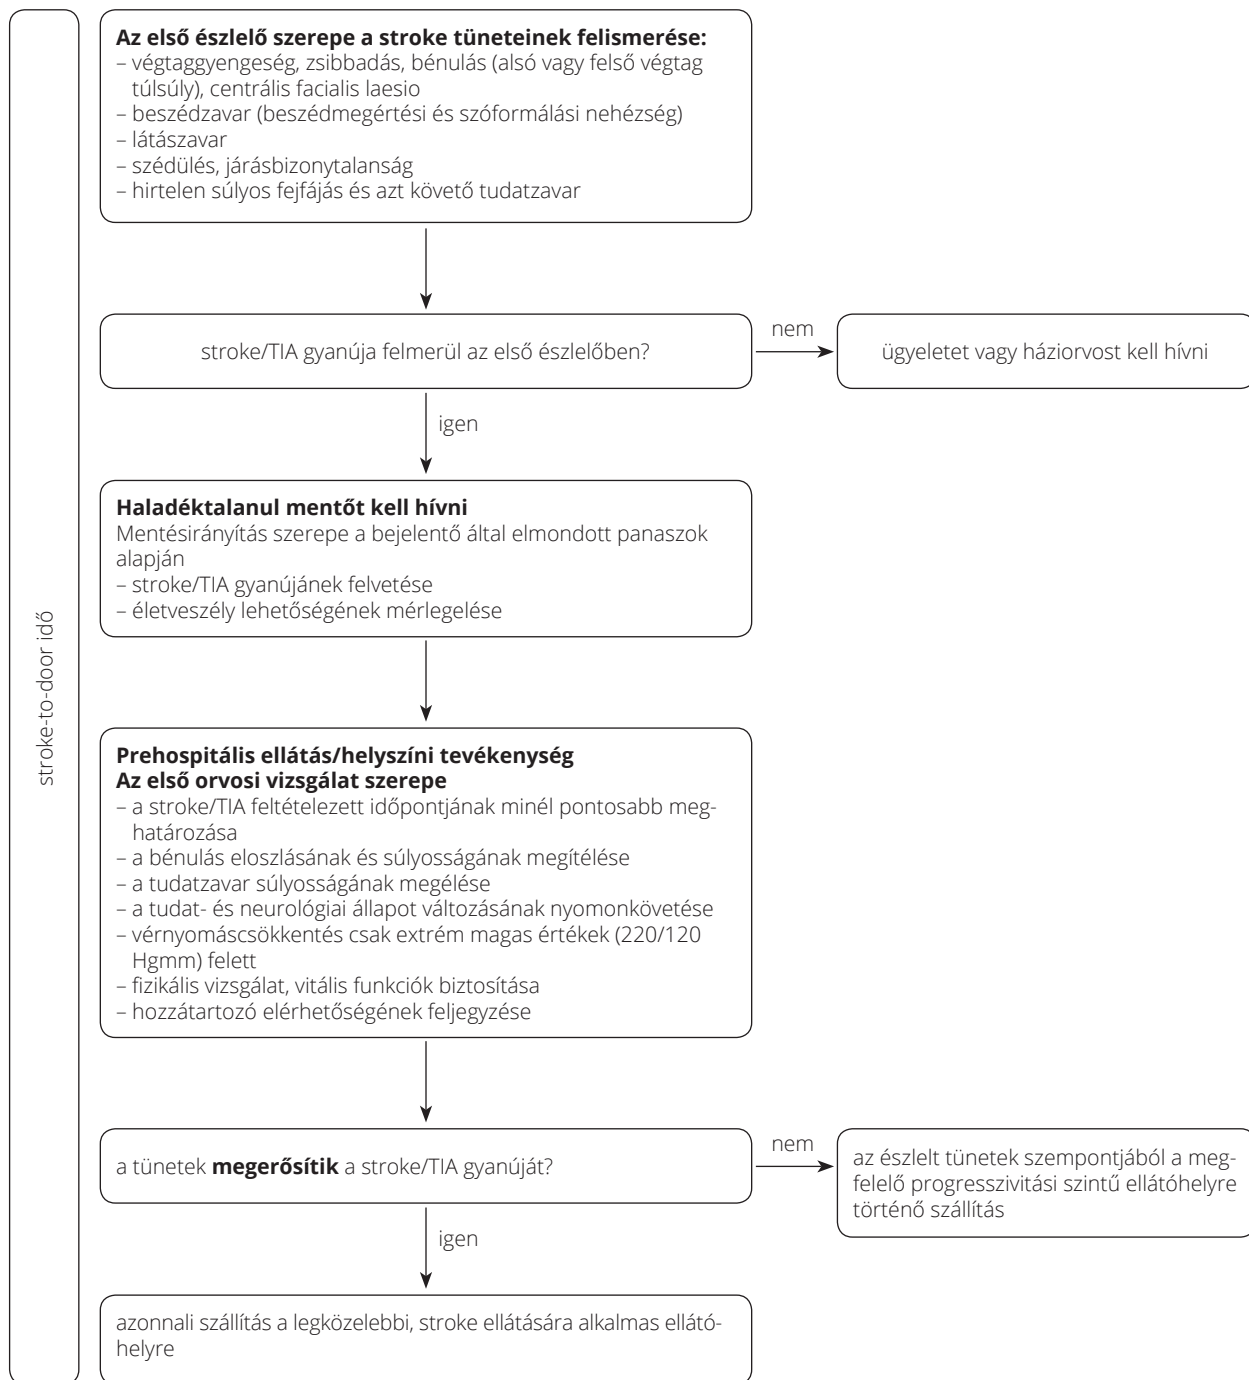 stroke-to-door idő
Az első észlelő szerepe a stroke tüneteinek felismerése:
– végtaggyengeség, zsibbadás, bénulás (alsó vagy felső végtag
túlsúly), centrális facialis laesio
– beszédzavar (beszédmegértési és szóformálási nehézség)
– látászavar
– szédülés, járásbizonytalanság
– hirtelen súlyos fejfájás és azt követő tudatzavar
stroke/TIA gyanúja felmerül az első észlelőben?
nem
ügyeletet vagy háziorvost kell hívni
igen
Haladéktalanul mentőt kell hívni
Mentésirányítás szerepe a bejelentő által elmondott panaszok
alapján
– stroke/TIA gyanújának felvetése
– életveszély lehetőségének mérlegelése
Prehospitális ellátás/helyszíni tevékenység
Az első orvosi vizsgálat szerepe
– a stroke/TIA feltételezett időpontjának minél pontosabb meg-
határozása
– a bénulás eloszlásának és súlyosságának megítélése
– a tudatzavar súlyosságának megélése
– a tudat- és neurológiai állapot változásának nyomonkövetése
– vérnyomáscsökkentés csak extrém magas értékek (220/120
Hgmm) felett
– fizikális vizsgálat, vitális funkciók biztosítása
– hozzátartozó elérhetőségének feljegyzése
a tünetek megerősítik a stroke/TIA gyanúját?
nem
az észlelt tünetek szempontjából a meg-
felelő progresszivitási szintű ellátóhelyre
történő szállítás
igen
azonnali szállítás a legközelebbi, stroke ellátására alkalmas ellátó-
helyre